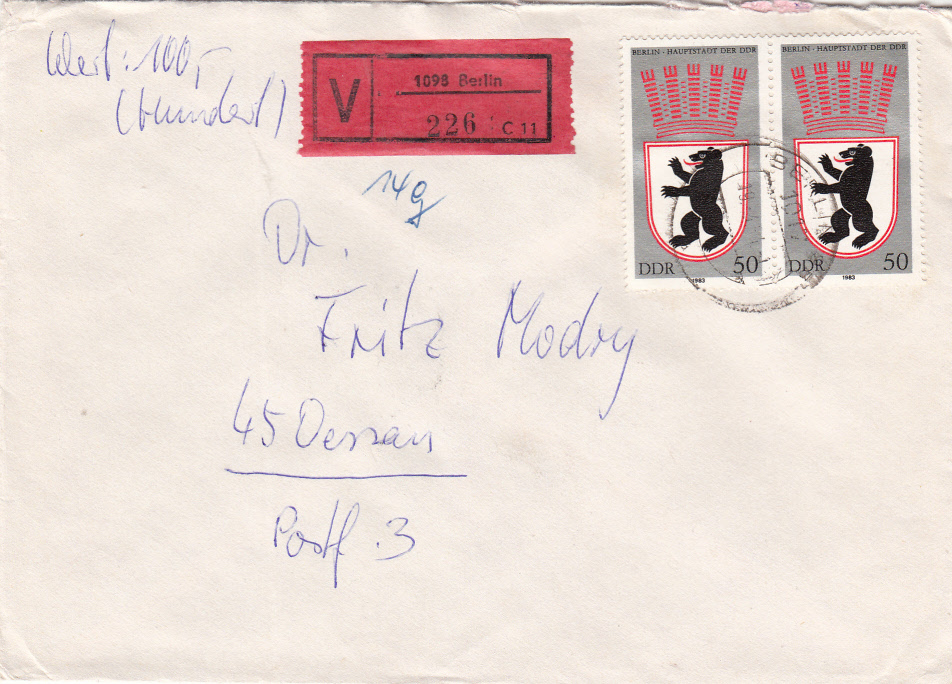 Wert: 100,-
(Hundert)
V
1098 Berlin
226 C 11
BERLIN - HAUPTSTADT DER DDR
DDR 50
1983
BERLIN - HAUPTSTADT DER DDR
DDR 50
1983
BERLIN
14g
Dr.
Fritz Modry
45 Dessau
Postf. 3